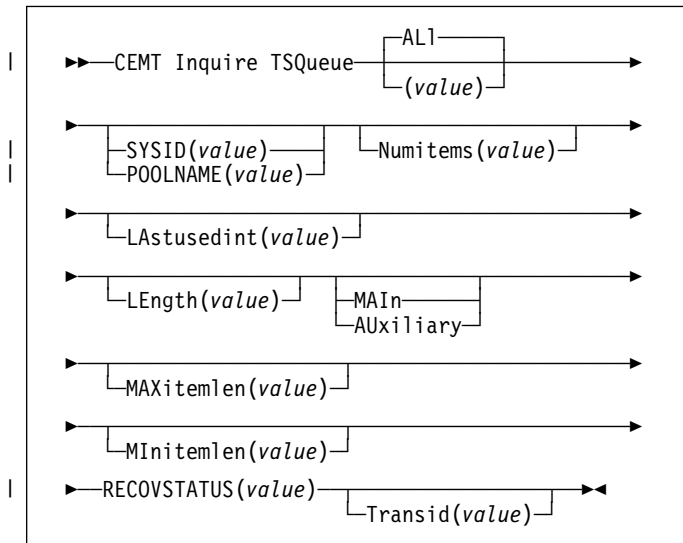 ALl
CEMT Inquire TSQueue
(value)
SYSID(value) Numitems(value)
POOLNAME(value)
LAstusedint(value)
LEngth(value) MAIn
AUxiliary
MAXitemlen(value)
MInitemlen(value)
RECOVSTATUS(value)
Transid(value)